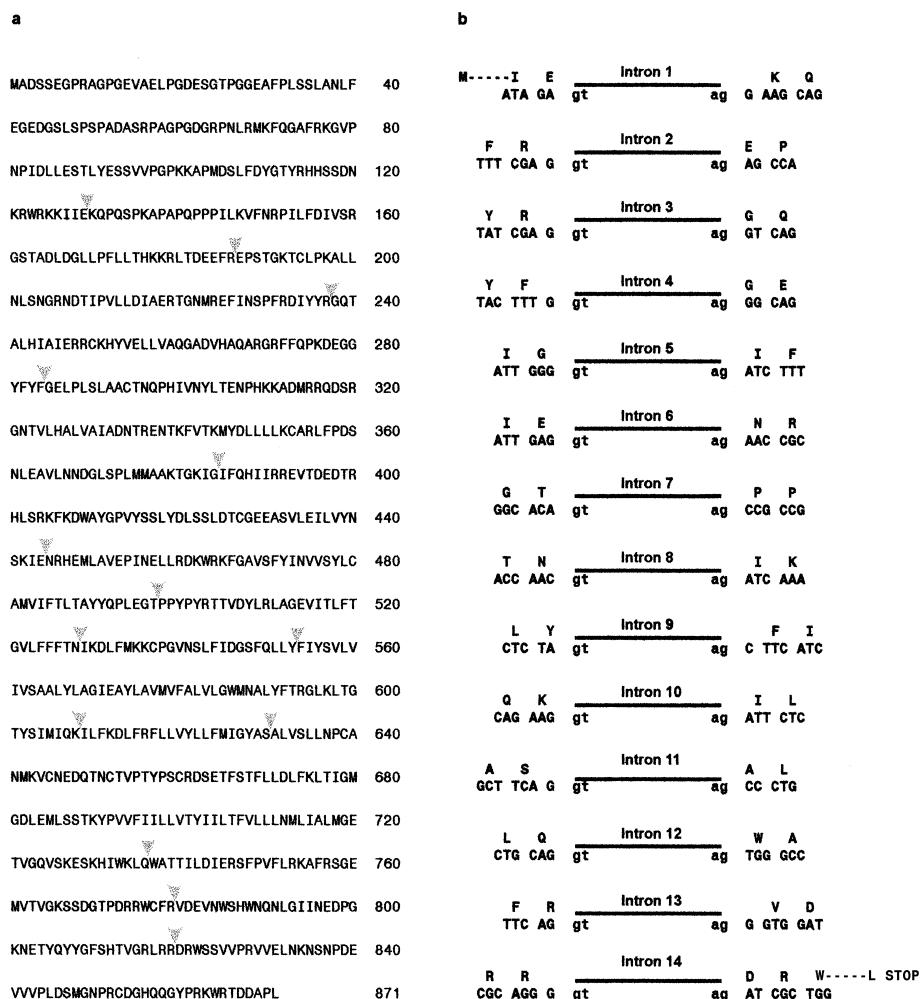 a
MADSSEGPRAGPGEVAELPGDESGTPGGEAFPLSSLANLF 40
EGEDGSLSPSPADASRPAGPGDGRPNLRMKFQGAFRKGVP 80
NPIDLLESTLYESSVVPGPKKAPMDSLFDYGTYRHHSSDN 120
KRWRKKIIEKQPQSPKAPAPQPPPILKVFNRPILFDIVSR 160
GSTADLDGLLPFLLTHKKRLTDEEFREPSTGKTCLPKALL 200
NLSNGRNDTIPVLLDIAERTGNMREFINSPFRDIYYRGQT 240
ALHIAIERRCKHYVELLVAQGADVHAQARGRFFQPKDEGG 280
YFYFGELPLSLAACTNQPHIVNYLTENPHKKADMRRQDSR 320
GNTVLHALVAIADNTRENTKFVTKMYDLLLLKCARLFPDS 360
NLEAVLNNDGLSPLMMAAKTGKIGIFQHIIRREVTDEDTR 400
HLSRKFKDWAYGPVYSSLYDLSSLDTCGEEASVLEILVYN 440
SKIENRHEMLAVEPINELLRDKWRKFGAVSFYINVVSYLC 480
AMVIFTLTAYYQPLEGTPPYPYRTTVDYLRLAGEVITLFT 520
GVLFFFTNIKDLFMKKCPGVNSLFIDGSFQLLYFIYSVLV 560
IVSAALYLAGIEAYLAVMVFALVLGWMNALYFTRGLKLTG 600
TYSIMIQKILFKDLFRFLLVYLLFMIGYASALVSLLNPCA 640
NMKVCNEDQTNCTVPTYPSCRDSETFSTFLLDLFKLTIGM 680
GDLEMLSSTKYPVVFIILLVTYIILTFVLLLNMLIALMGE 720
TVGQVSKESKHIWKLQWATTILDIERSFPVFLRKAFRSGE 760
MVTVGKSSDGTPDRRWCFRVDEVNWSHWNQNLGIINEDPG 800
KNETYQYYGFSHTVGRLRRDRWSSVVPRVVELNKNSNPDE 840
VVVPLDSMGNPRCDGHQQGYPRKWRTDDAPL 871
b
M-----I E Intron 1 K Q
ATA GA gt ag G AAG CAG
F R Intron 2 E P
TTT CGA G gt ag AG CCA
Y R Intron 3 G Q
TAT CGA G gt ag GT CAG
Y F Intron 4 G E
TAC TTT G gt ag GG CAG
I G Intron 5 I F
ATT GGG gt ag ATC TTT
I E Intron 6 N R
ATT GAG gt ag AAC CGC
G T Intron 7 P P
GGC ACA gt ag CCG CCG
T N Intron 8 I K
ACC AAC gt ag ATC AAA
L Y Intron 9 F I
CTC TA gt ag C TTC ATC
Q K Intron 10 I L
CAG AAG gt ag ATT CTC
A S Intron 11 A L
GCT TCA G gt ag CC CTG
L Q Intron 12 W A
CTG CAG gt ag TGG GCC
F R Intron 13 V D
TTC AG gt ag G GTG GAT
R R Intron 14 D R W-----L STOP
CGC AGG G gt ag AT CGC TGG